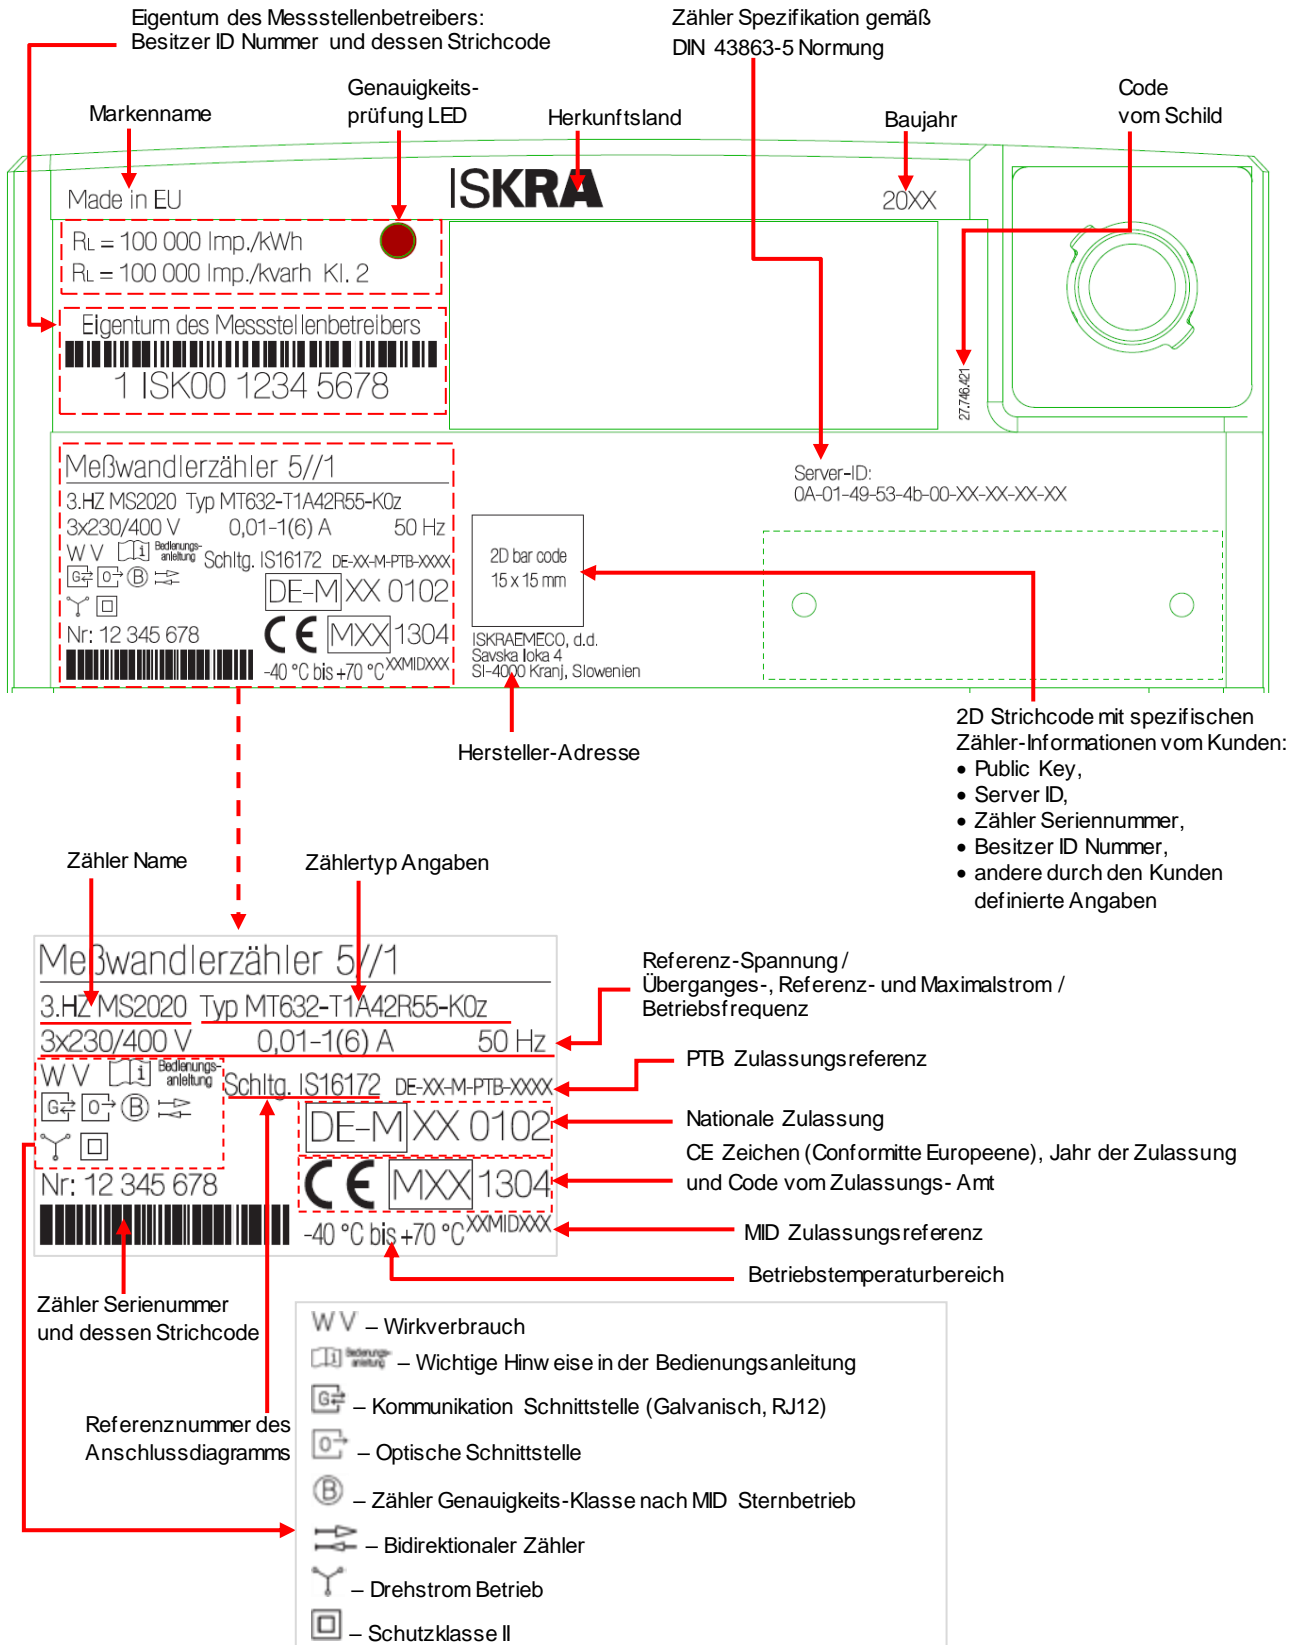 Eigentum des Messstellenbetreibers:
Besitzer ID Nummer und dessen Strichcode
Zähler Spezifikation gemäß
DIN 43863-5 Normung
Markenname
Genauigkeits-
prüfung LED
Herkunftsland
Baujahr
Code
vom Schild
Made in EU
ISKRA
20XX
RL = 100 000 Imp./kWh
RL = 100 000 Imp./kvarh Kl. 2
Eigentum des Messstellenbetreibers
1 ISK00 1234 5678
27.746.421
Meßwandlerzähler 5//1
3.HZ MS2020 Typ MT632-T1A42R55-K0z
3x230/400 V 0,01-1(6) A 50 Hz
W V i Bedienungs-
anleitung
Schltg. IS16172 DE-XX-M-PTB-XXXX
G O B
DE-M XX 0102
Nr: 12 345 678
CE MXX 1304
-40 °C bis +70 °C XXMIDXXX
2D bar code
15 x 15 mm
ISKRAEMECO, d.d.
Savska loka 4
SI-4000 Kranj, Slowenien
Server-ID:
0A-01-49-53-4b-00-XX-XX-XX-XX
Hersteller-Adresse
2D Strichcode mit spezifischen
Zähler-Informationen vom Kunden:
• Public Key,
• Server ID,
• Zähler Seriennummer,
• Besitzer ID Nummer,
• andere durch den Kunden
definierte Angaben
Zähler Name
Zählertyp Angaben
Meßwandlerzähler 5//1
3.HZ MS2020 Typ MT632-T1A42R55-K0z
3x230/400 V 0,01-1(6) A 50 Hz
W V i Bedienungs-
anleitung
Schltg. IS16172 DE-XX-M-PTB-XXXX
G O B
DE-M XX 0102
Nr: 12 345 678
CE MXX 1304
-40 °C bis +70 °C XXMIDXXX
Referenz-Spannung /
Überganges-, Referenz- und Maximalstrom /
Betriebsfrequenz
PTB Zulassungsreferenz
Nationale Zulassung
CE Zeichen (Conformitte Europeene), Jahr der Zulassung
und Code vom Zulassungs- Amt
MID Zulassungsreferenz
Betriebstemperaturbereich
Zähler Serienummer
und dessen Strichcode
Referenznummer des
Anschlussdiagramms
W V – Wirkverbrauch
i Bedienungs-
anleitung – Wichtige Hinw eise in der Bedienungsanleitung
G – Kommunikation Schnittstelle (Galvanisch, RJ12)
O – Optische Schnittstelle
B – Zähler Genauigkeits-Klasse nach MID Sternbetrieb
– Bidirektionaler Zähler
– Drehstrom Betrieb
– Schutzklasse II